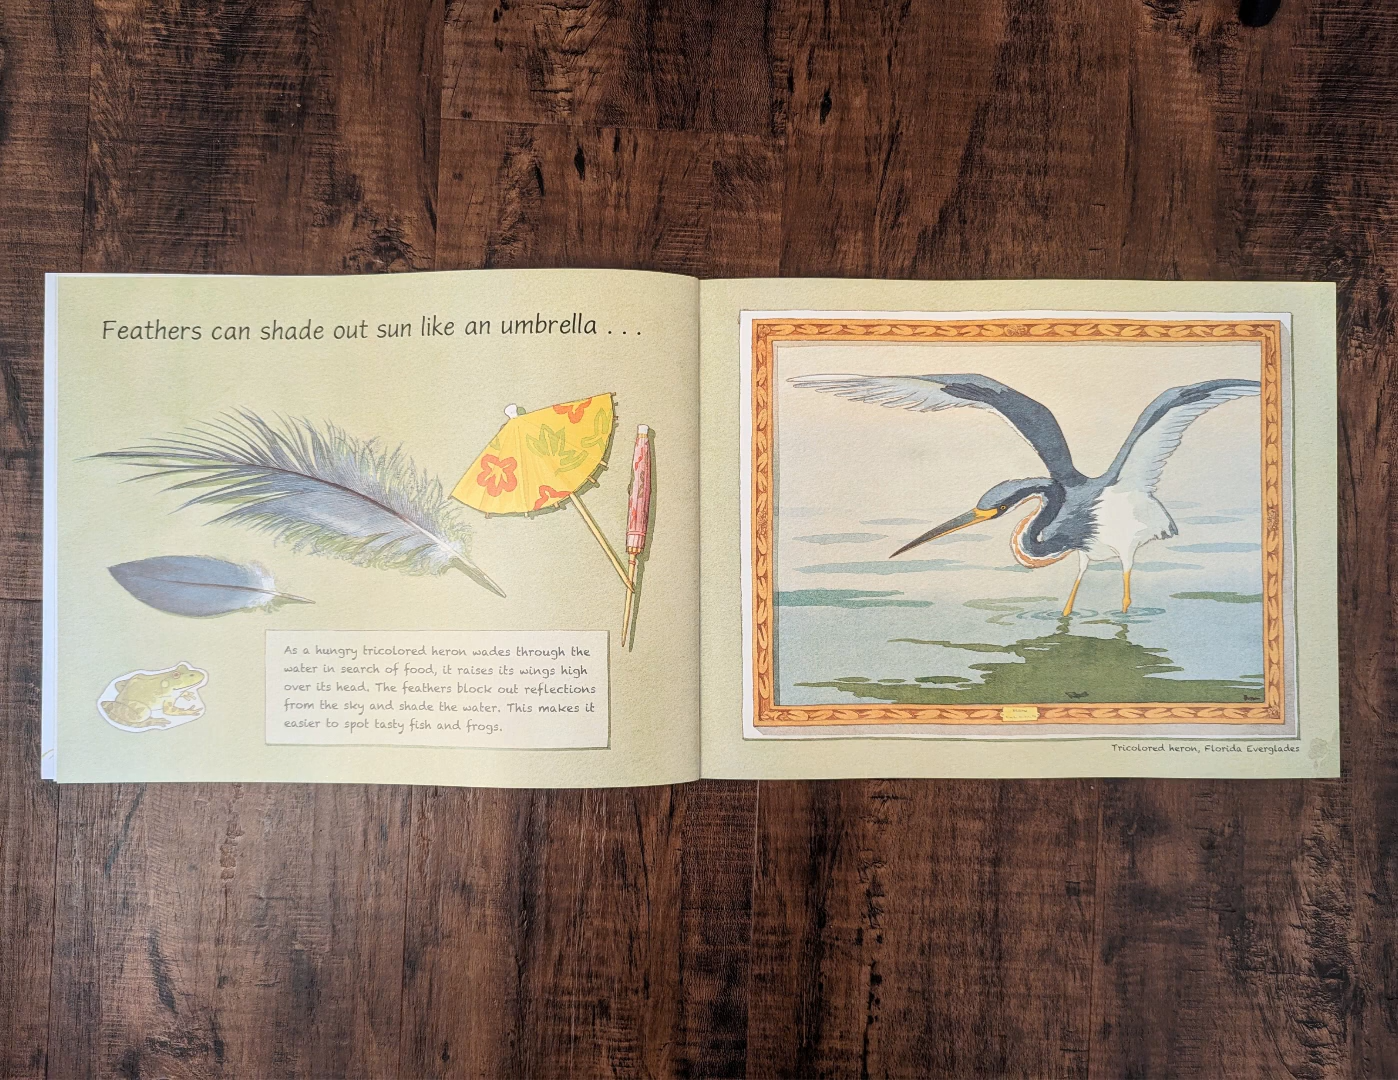 Feathers can shade out sun like an umbrella . . .
As a hungry tricolored heron wades through the
water in search of food, it raises its wings high
over its head. The feathers block out reflections
from the sky and shade the water. This makes it
easier to spot tasty fish and frogs.
Tricolored heron, Florida Everglades